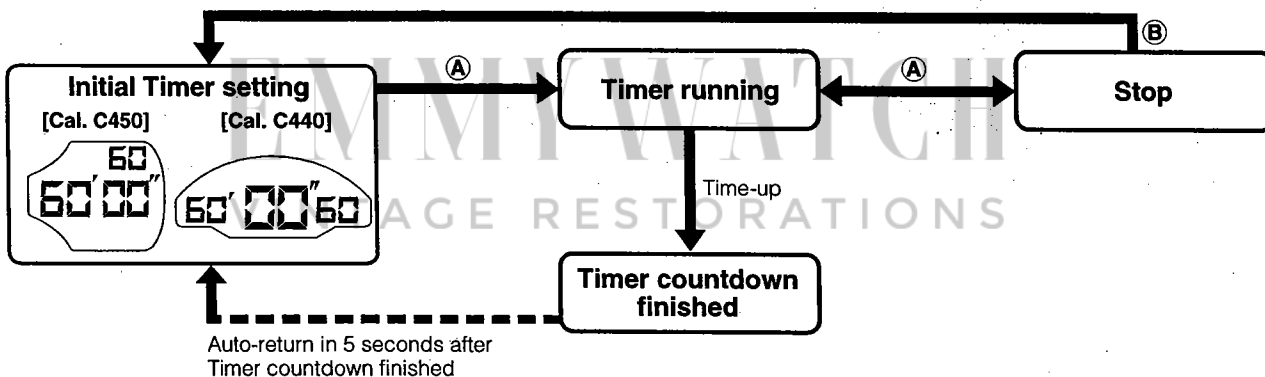 Ⓑ
Initial Timer setting
[Cal. C450] [Cal. C440]
60
60'00"
60'00"60
Ⓐ
Timer running
Ⓐ
Stop
EMMYWATCH
VINTAGE RESTORATIONS
Time-up
Timer countdown
finished
Auto-return in 5 seconds after
Timer countdown finished